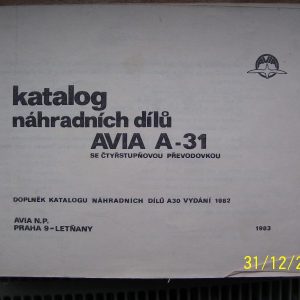 katalog
náhradních dílů
AVIA A-31
SE ČTYŘSTUPŇOVOU PŘEVODOVKOU
DOPLNĚK KATALOGU NÁHRADNÍCH DÍLŮ A30 VYDÁNÍ 1982
AVIA N.P.
PRAHA 9-LETŇANY
1983
31/12/2